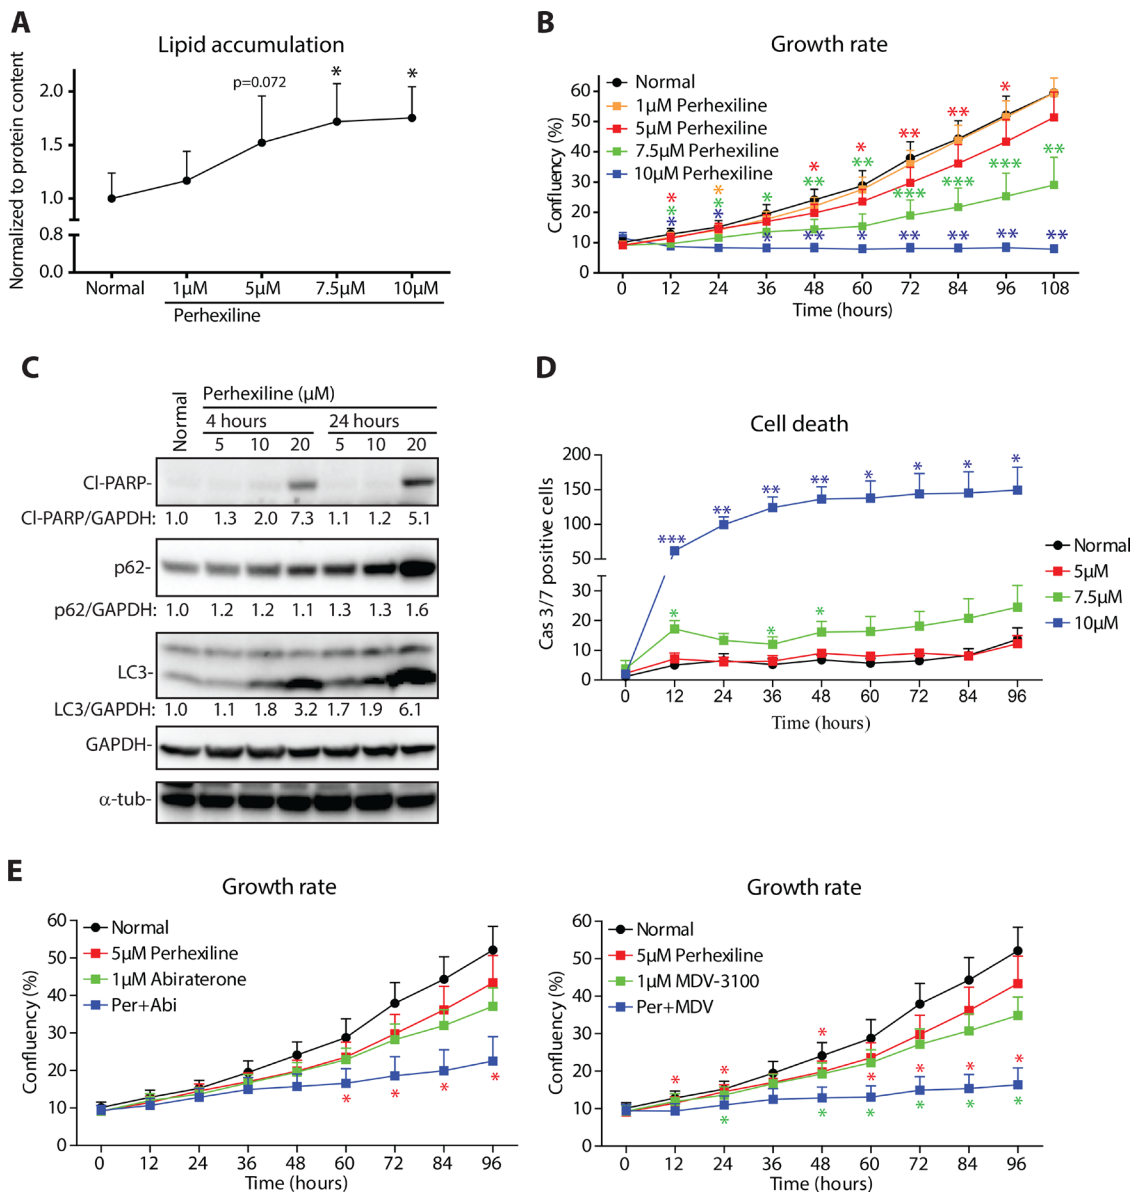 A
Lipid accumulation
Normalized to protein content
2.0
1.5
1.0
0.8
0.0
p=0.072
*
*
Normal
1µM
5µM
7.5µM
10µM
Perhexiline
B
Growth rate
Confluency (%)
60
50
40
30
20
10
0
Normal
1µM Perhexiline
5µM Perhexiline
7.5µM Perhexiline
10µM Perhexiline
* * * * * ** ** *
* * * ** ** *** *** *** **
* * * ** * ** ** ** **
0 12 24 36 48 60 72 84 96 108
Time (hours)
C
Normal
Perhexiline (µM)
4 hours 24 hours
5 10 20 5 10 20
Cl-PARP-
Cl-PARP/GAPDH: 1.0 1.3 2.0 7.3 1.1 1.2 5.1
p62-
p62/GAPDH: 1.0 1.2 1.2 1.1 1.3 1.3 1.6
LC3-
LC3/GAPDH: 1.0 1.1 1.8 3.2 1.7 1.9 6.1
GAPDH-
α-tub-
D
Cell death
Cas 3/7 positive cells
200
150
100
50
30
20
10
0
*** ** ** ** * * * *
* * *
Normal
5µM
7.5µM
10µM
0 12 24 36 48 60 72 84 96
Time (hours)
E
Growth rate
Confluency (%)
60
50
40
30
20
10
0
Normal
5µM Perhexiline
1µM Abiraterone
Per+Abi
* * * *
0 12 24 36 48 60 72 84 96
Time (hours)
Growth rate
Confluency (%)
60
50
40
30
20
10
0
Normal
5µM Perhexiline
1µM MDV-3100
Per+MDV
* * * * * * *
* * * * * *
0 12 24 36 48 60 72 84 96
Time (hours)